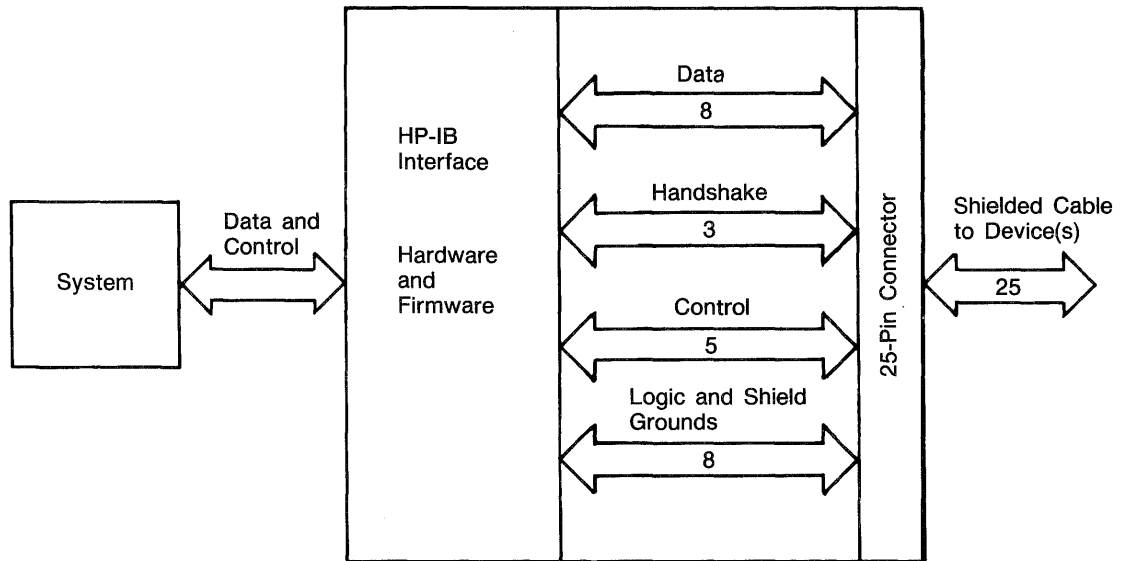 System
Data and
Control
HP-IB
Interface
Hardware
and
Firmware
Data
8
Handshake
3
Control
5
Logic and Shield
Grounds
8
25-Pin Connector
Shielded Cable
to Device(s)
25